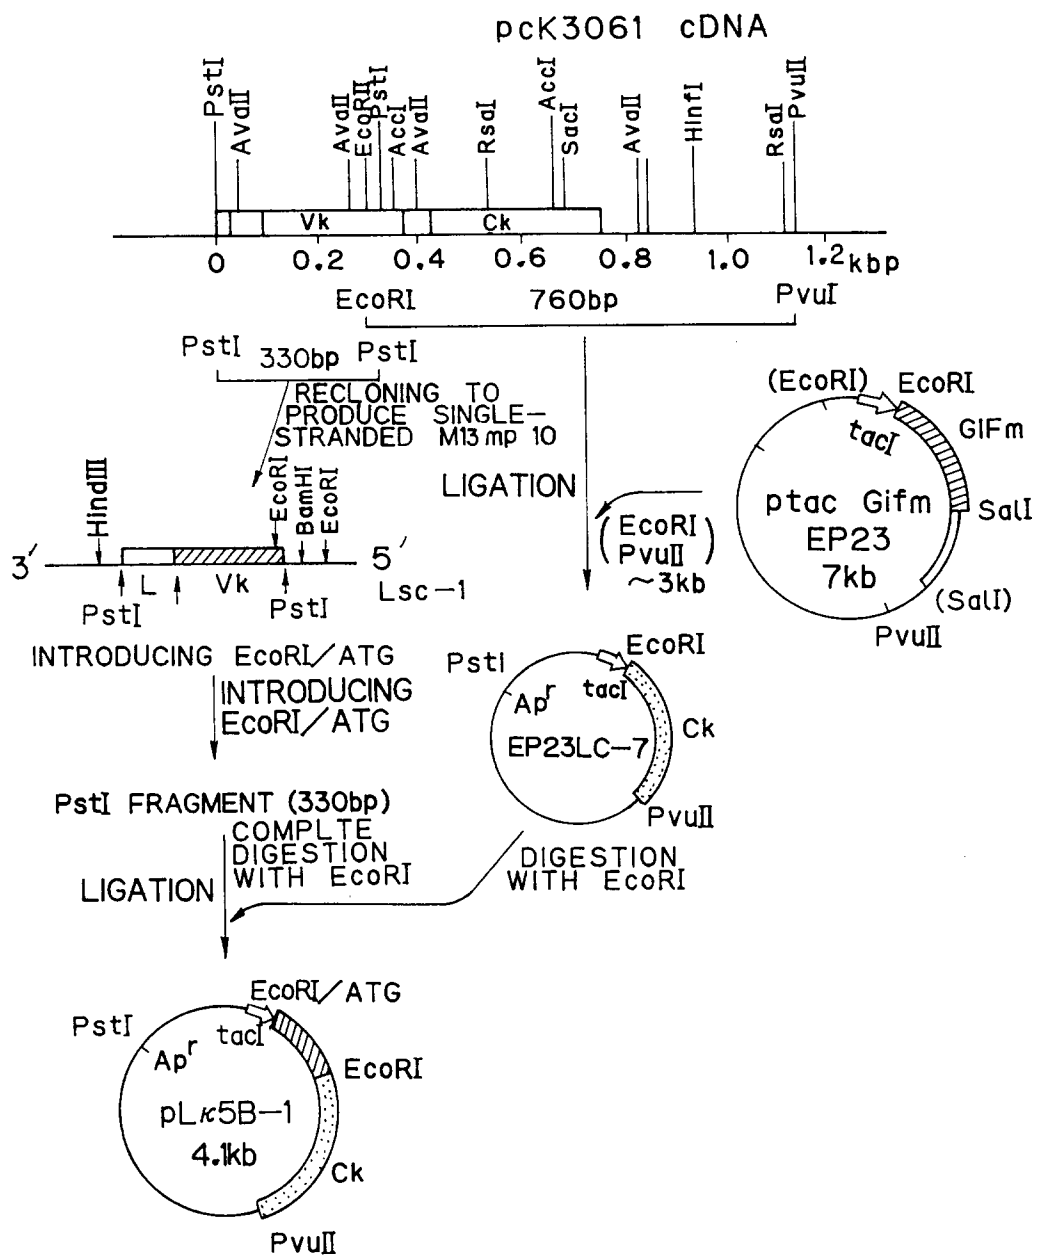 pcK3061 cDNA
PstI
AvaII
AvaII
EcoRII
PstI
AccI
AvaII
RsaI
AccI
SacI
AvaII
HinfI
RsaI
PvuII
Vk
Ck
0
0.2
0.4
0.6
0.8
1.0
1.2 kbp
EcoRI
760bp
PvuI
PstI
330bp
PstI
RECLONING TO
PRODUCE SINGLE-
STRANDED M13mp 10
(EcoRI)
EcoRI
tacI
GIFm
LIGATION
ptac Gifm
EP23
7kb
SalI
(SalI)
PvuII
(EcoRI
PvuII)
~3kb
HindIII
EcoRI
BamHI
EcoRI
3'
5'
L
Vk
PstI
PstI
Lsc-1
INTRODUCING EcoRI/ATG
INTRODUCING
EcoRI/ATG
PstI
EcoRI
tacI
Apr
Ck
EP23LC-7
PvuII
PstI FRAGMENT (330bp)
COMPLTE
DIGESTION
WITH EcoRI
LIGATION
DIGESTION
WITH EcoRI
EcoRI/ATG
PstI
tacI
Apr
EcoRI
pLκ5B-1
4.1kb
Ck
PvuII